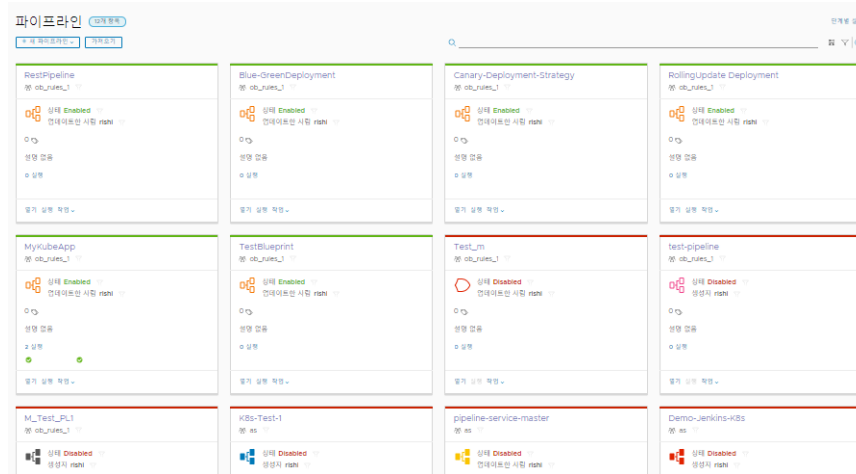 파이프라인 12개 항목
단계별
+ 새 파이프라인 가져오기
RestPipeline
ob_rules_1
상태 Enabled
업데이트한 사람 rishi
0
설명 없음
0 실행
열기 실행 작업
Blue-GreenDeployment
ob_rules_1
상태 Enabled
업데이트한 사람 rishi
0
설명 없음
0 실행
열기 실행 작업
Canary-Deployment-Strategy
ob_rules_1
상태 Enabled
업데이트한 사람 rishi
0
설명 없음
0 실행
열기 실행 작업
RollingUpdate Deployment
ob_rules_1
상태 Enabled
업데이트한 사람 rishi
0
설명 없음
0 실행
열기 실행 작업
MyKubeApp
ob_rules_1
상태 Enabled
업데이트한 사람 rishi
0
설명 없음
2 실행
열기 실행 작업
TestBlueprint
ob_rules_1
상태 Enabled
업데이트한 사람 rishi
0
설명 없음
0 실행
열기 실행 작업
Test_m
ob_rules_1
상태 Disabled
업데이트한 사람 rishi
0
설명 없음
0 실행
열기 실행 작업
test-pipeline
ob_rules_1
상태 Disabled
생성자 rishi
0
설명 없음
0 실행
열기 실행 작업
M_Test_PL1
ob_rules_1
상태 Disabled
생성자 rishi
K8s-Test-1
as
상태 Disabled
생성자 rishi
pipeline-service-master
as
상태 Disabled
업데이트한 사람 rishi
Demo-Jenkins-K8s
as
상태 Disabled
생성자 rishi